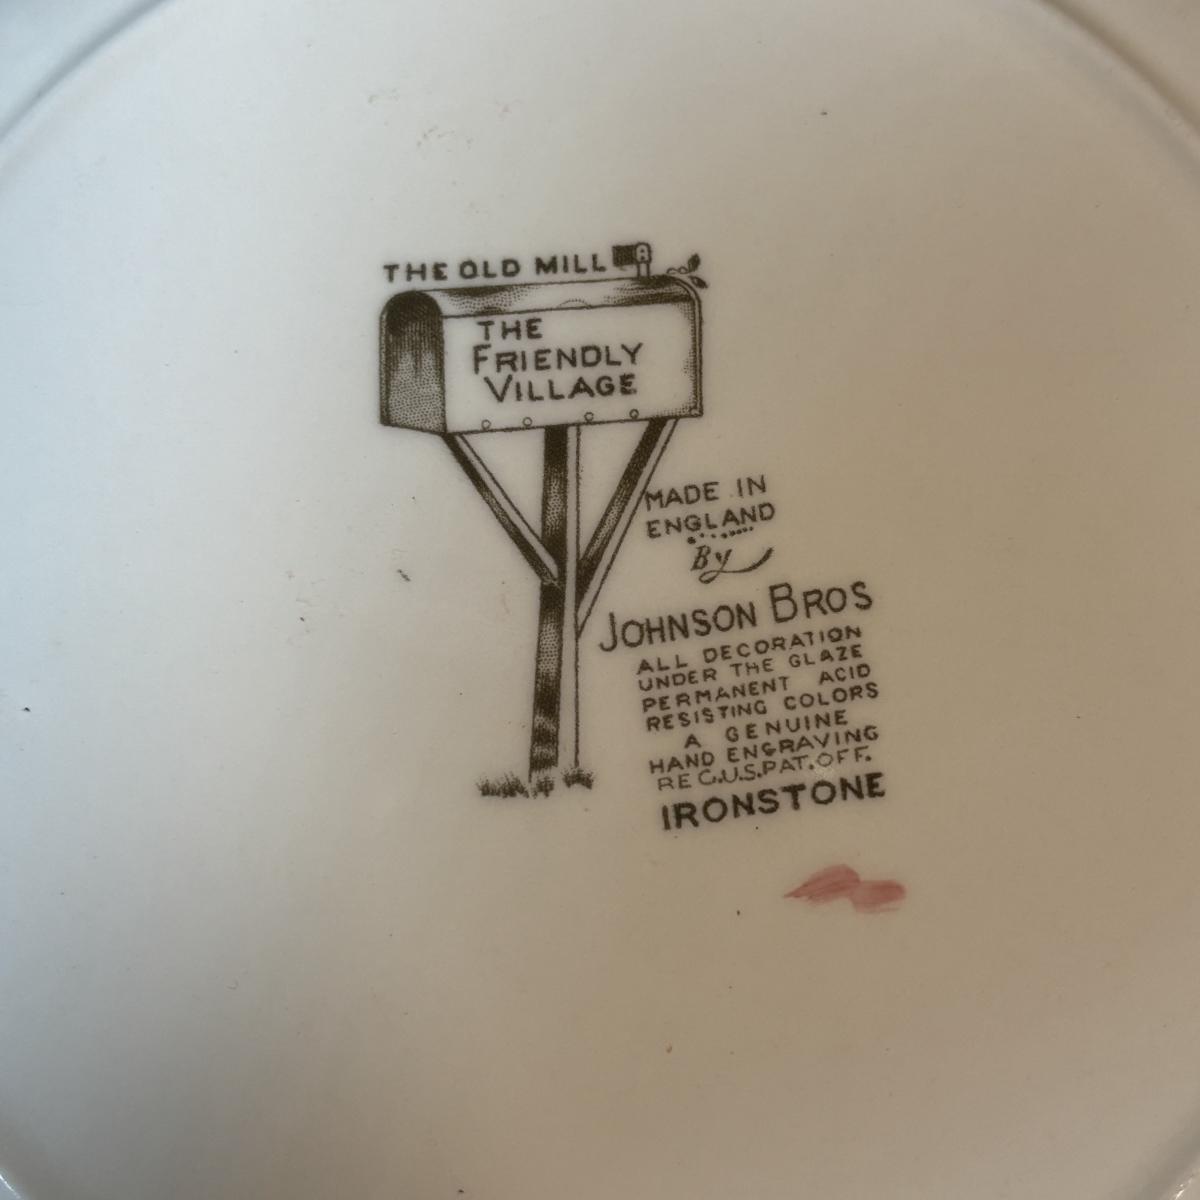 THE OLD MILL
THE
FRIENDLY
VILLAGE
MADE IN
ENGLAND
By
JOHNSON BROS
ALL DECORATION
UNDER THE GLAZE
PERMANENT ACID
RESISTING COLORS
A GENUINE
HAND ENGRAVING
REG.U.S.PAT.OFF.
IRONSTONE